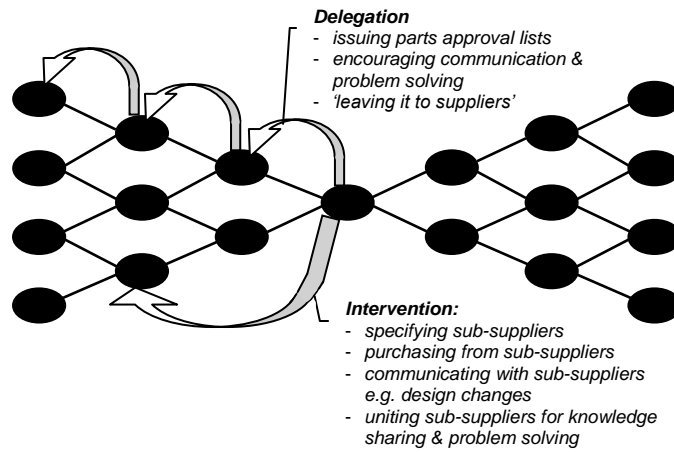 Delegation
- issuing parts approval lists
- encouraging communication &
problem solving
- ‘leaving it to suppliers’
Intervention:
- specifying sub-suppliers
- purchasing from sub-suppliers
- communicating with sub-suppliers
e.g. design changes
- uniting sub-suppliers for knowledge
sharing & problem solving